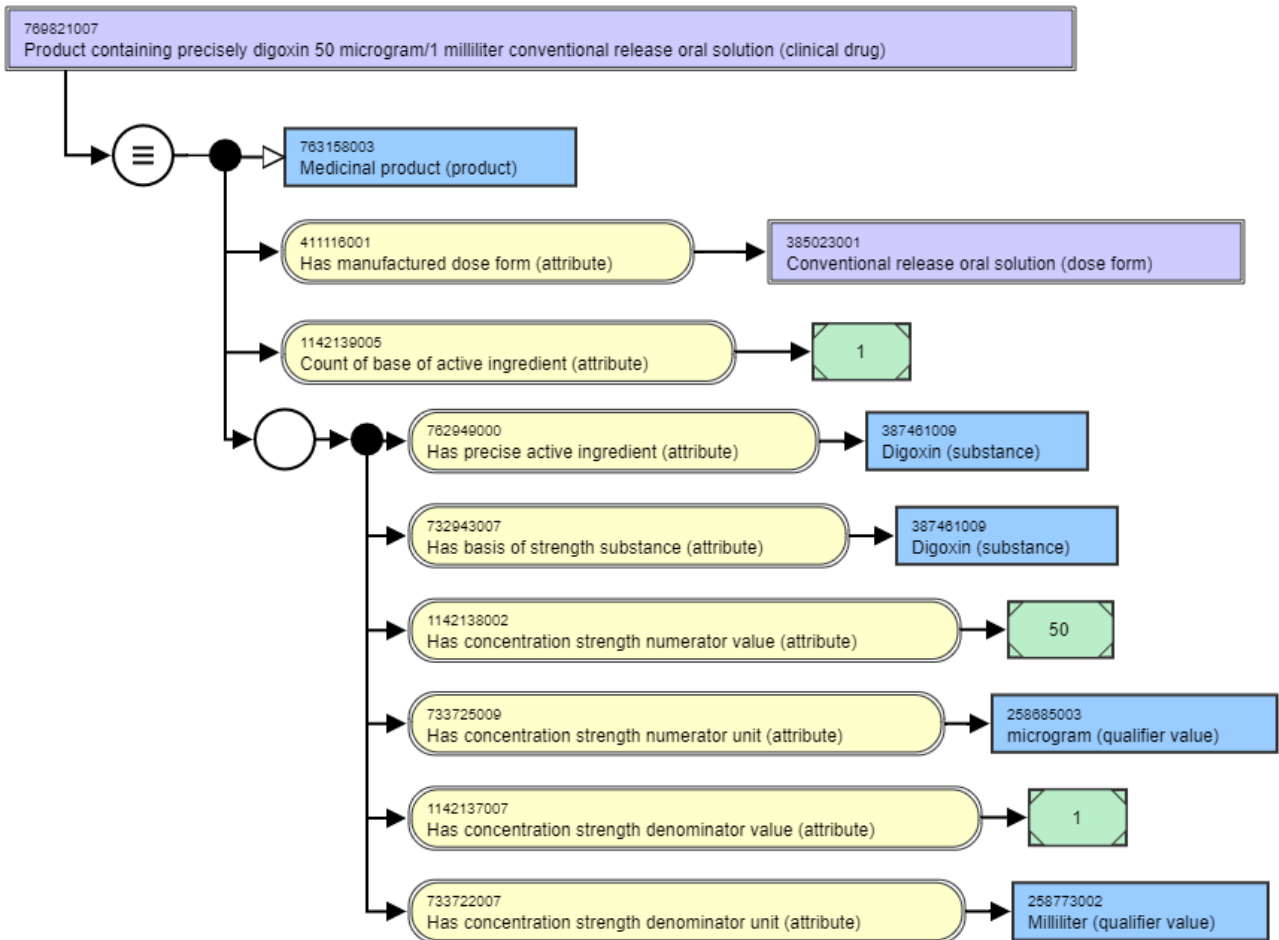 769821007
Product containing precisely digoxin 50 microgram/1 milliliter conventional release oral solution (clinical drug)
763158003
Medicinal product (product)
411116001
Has manufactured dose form (attribute)
385023001
Conventional release oral solution (dose form)
1142139005
Count of base of active ingredient (attribute)
1
762949000
Has precise active ingredient (attribute)
387461009
Digoxin (substance)
732943007
Has basis of strength substance (attribute)
387461009
Digoxin (substance)
1142138002
Has concentration strength numerator value (attribute)
50
733725009
Has concentration strength numerator unit (attribute)
258685003
microgram (qualifier value)
1142137007
Has concentration strength denominator value (attribute)
1
733722007
Has concentration strength denominator unit (attribute)
258773002
Milliliter (qualifier value)